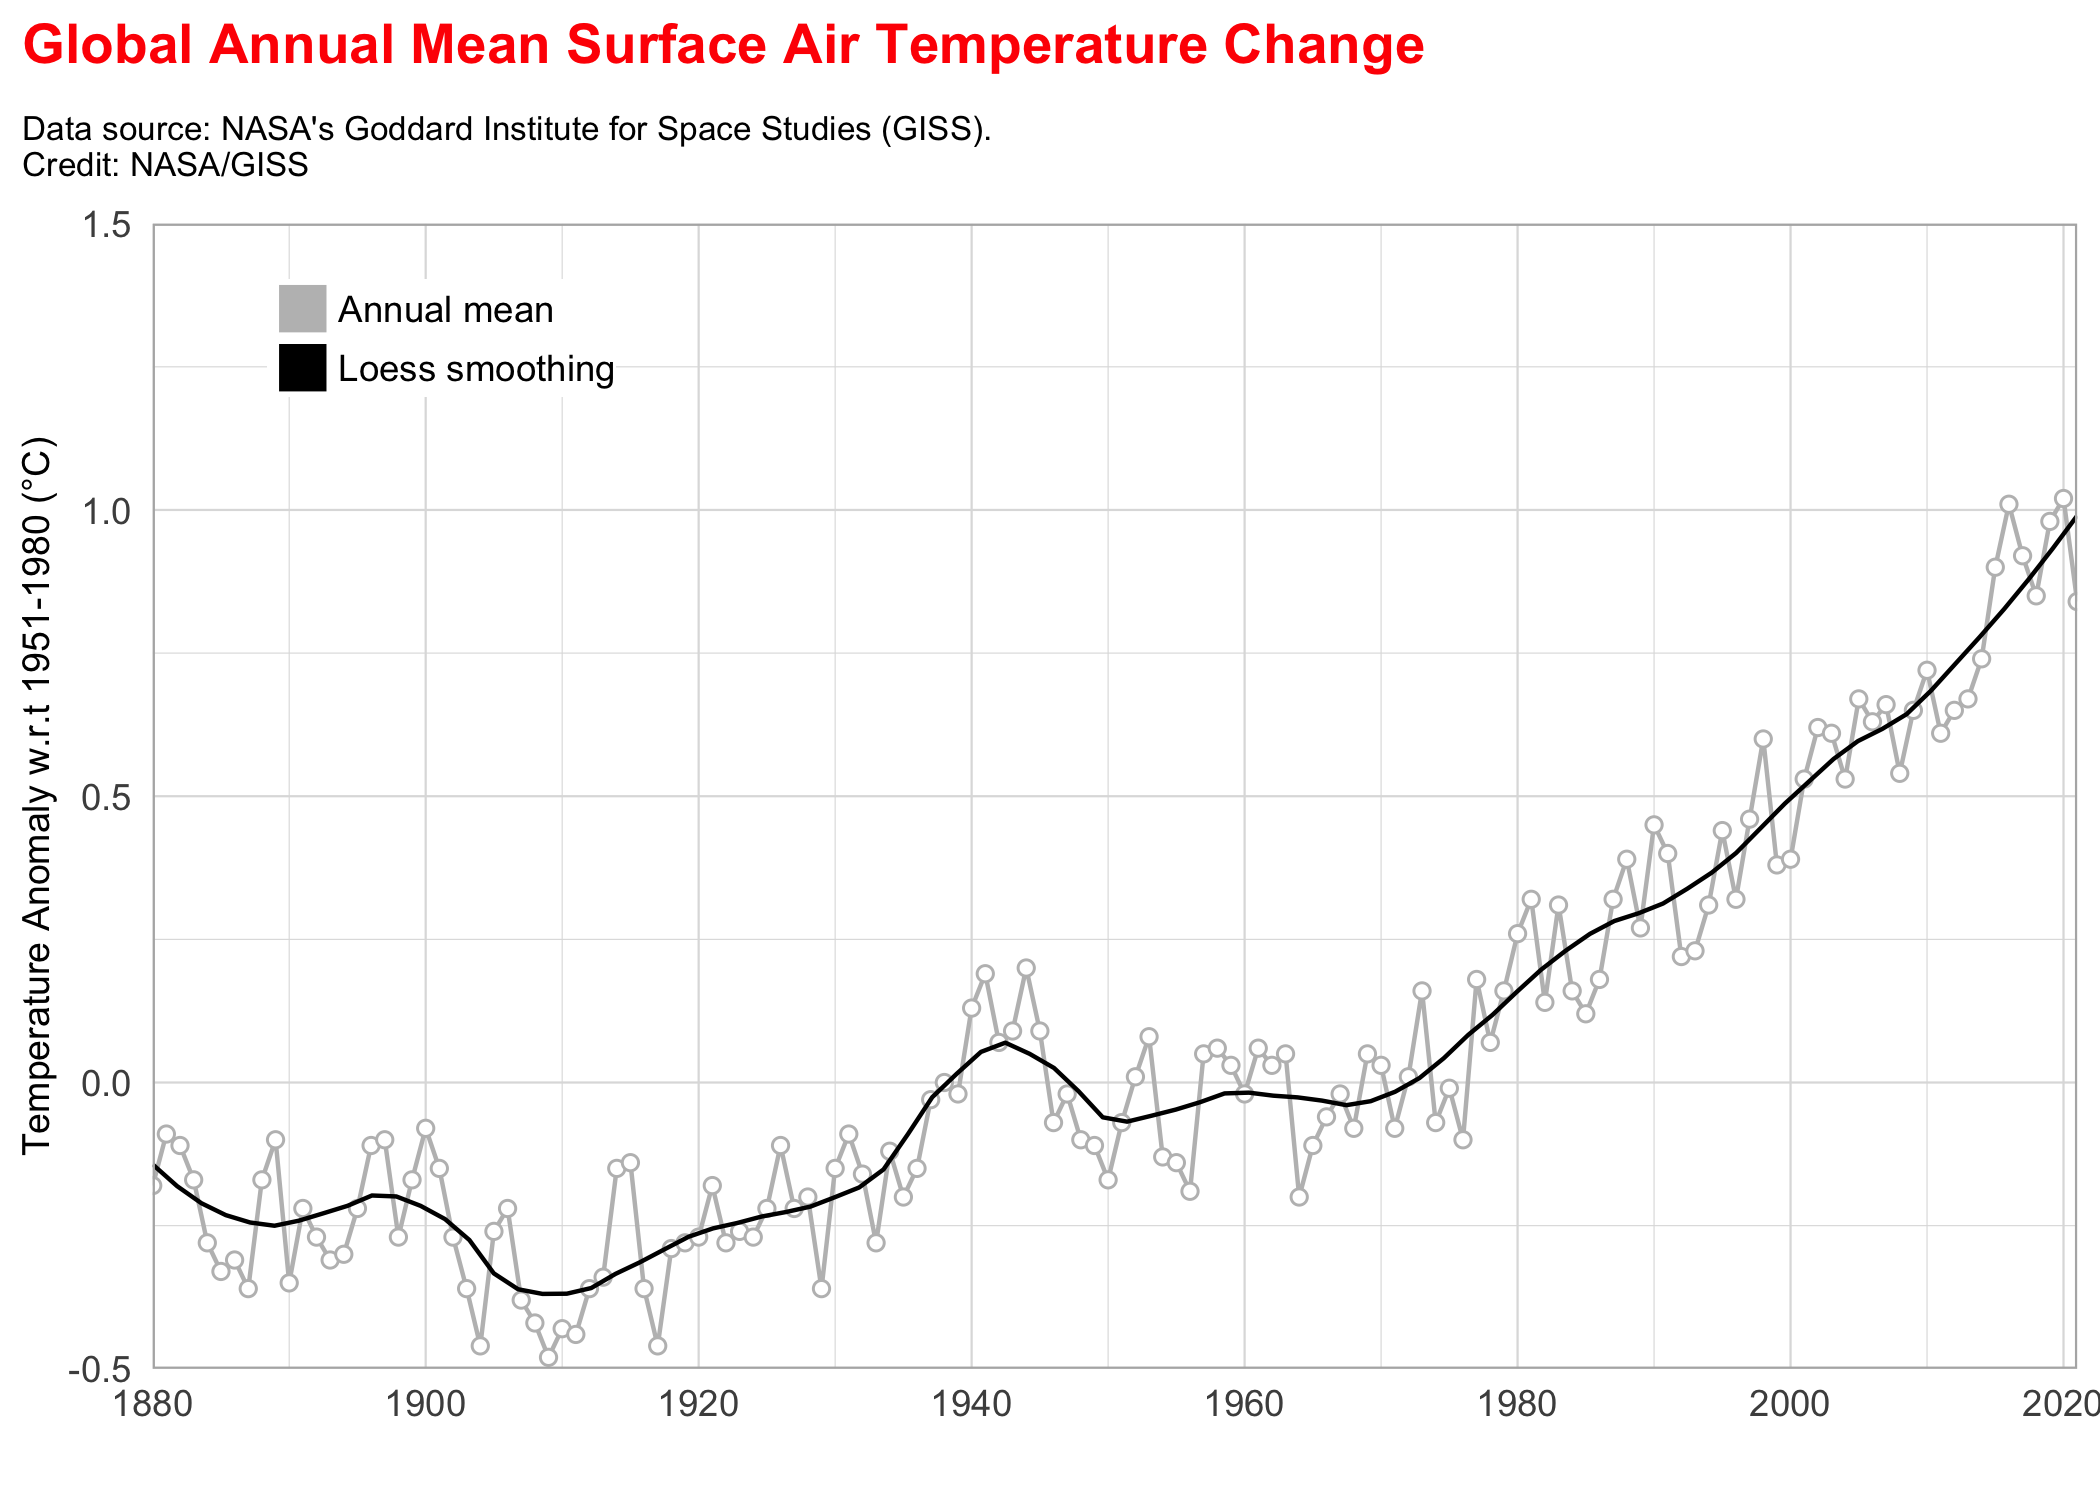 Global Annual Mean Surface Air Temperature Change
Data source: NASA's Goddard Institute for Space Studies (GISS).
Credit: NASA/GISS
Temperature Anomaly w.r.t 1951-1980 (°C)
1.5
1.0
0.5
0.0
-0.5
Annual mean
Loess smoothing
1880 1900 1920 1940 1960 1980 2000 2020